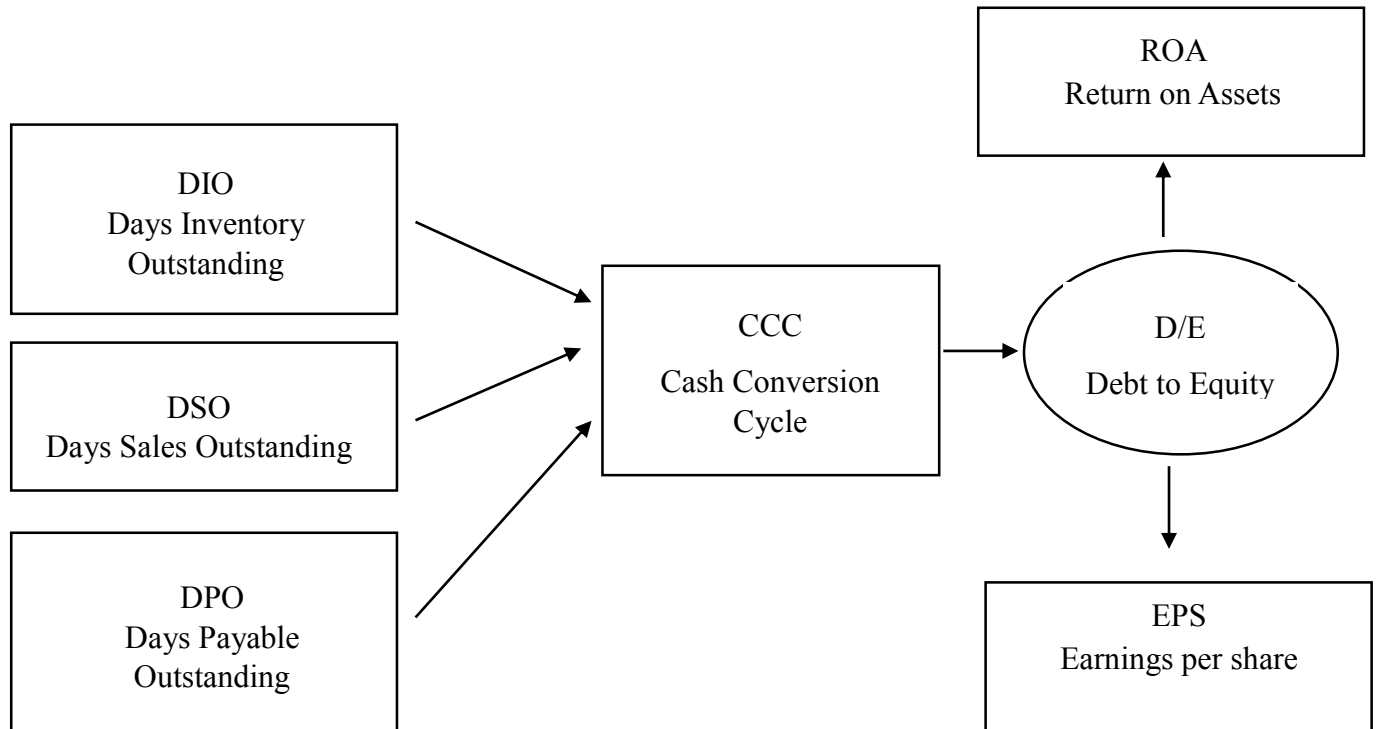 DIO
Days Inventory
Outstanding
DSO
Days Sales Outstanding
DPO
Days Payable
Outstanding
CCC
Cash Conversion
Cycle
ROA
Return on Assets
D/E
Debt to Equity
EPS
Earnings per share